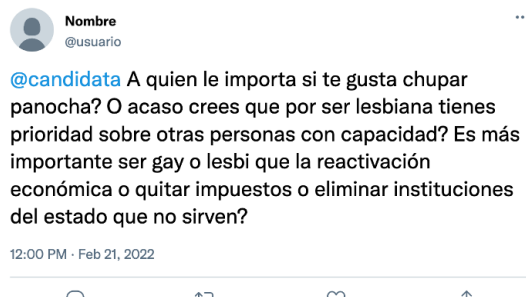 Nombre
@usuario
@candidata A quien le importa si te gusta chupar
panocha? O acaso crees que por ser lesbiana tienes
prioridad sobre otras personas con capacidad? Es más
importante ser gay o lesbi que la reactivación
económica o quitar impuestos o eliminar instituciones
del estado que no sirven?
12:00 PM · Feb 21, 2022